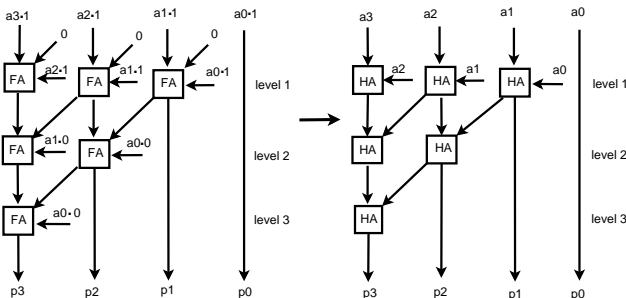 a3·1 a2·1 a1·1 a0·1 a3 a2 a1 a0
0 0 0
FA a2·1 FA a1·1 FA a0·1 level 1 HA a2 HA a1 HA a0 level 1
FA a1·0 FA a0·0 level 2 HA HA level 2
FA a0·0 level 3 HA level 3
p3 p2 p1 p0 p3 p2 p1 p0